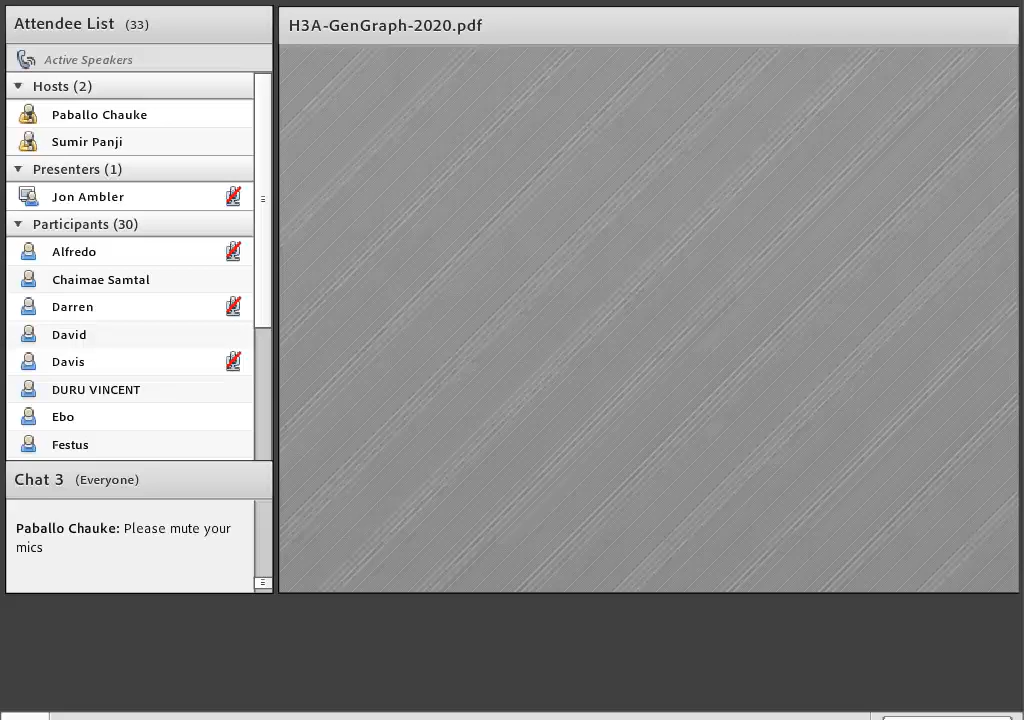 Attendee List (33)
Active Speakers
Hosts (2)
Paballo Chauke
Sumir Panji
Presenters (1)
Jon Ambler
Participants (30)
Alfredo
Chaimae Samtal
Darren
David
Davis
DURU VINCENT
Ebo
Festus
Chat 3 (Everyone)
Paballo Chauke: Please mute your
mics
H3A-GenGraph-2020.pdf